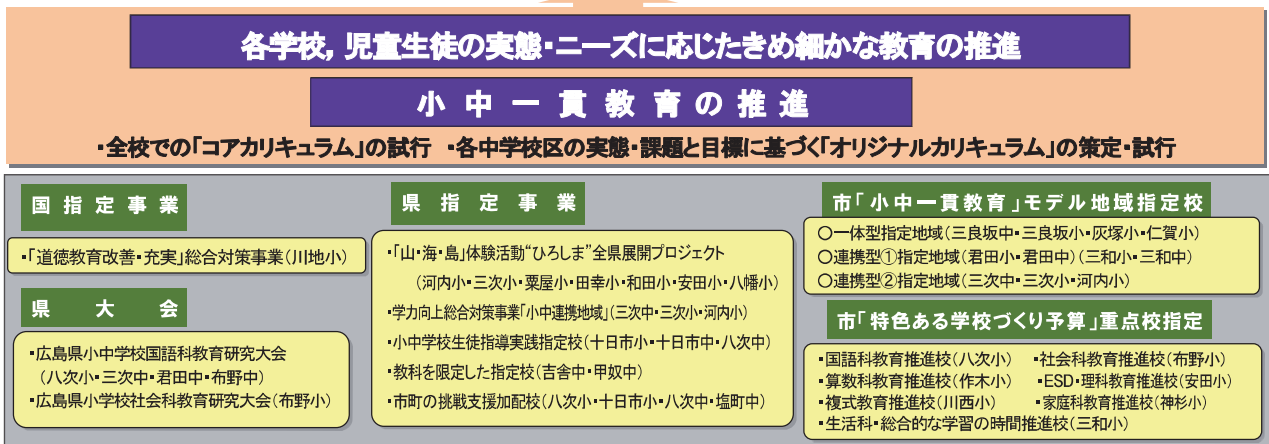 各学校，児童生徒の実態・ニーズに応じたきめ細かな教育の推進
小中一貫教育の推進
・全校での「コアカリキュラム」の試行　・各中学校区の実態・課題と目標に基づく「オリジナルカリキュラム」の策定・試行
国指定事業
・「道徳教育改善・充実」総合対策事業（川地小）
県大会
・広島県小中学校国語科教育研究大会
（八次小・三次中・君田中・布野中）
・広島県小学校社会科教育研究大会（布野小）
県指定事業
・「山・海・島」体験活動“ひろしま”全県展開プロジェクト
（河内小・三次小・粟屋小・田幸小・和田小・安田小・八幡小）
・学力向上総合対策事業「小中連携地域」（三次中・三次小・河内小）
・小中学校生徒指導実践指定校（十日市小・十日市中・八次中）
・教科を限定した指定校（吉舎中・甲奴中）
・市町の挑戦支援加配校（八次小・十日市小・八次中・塩町中）
市「小中一貫教育」モデル地域指定校
○一体型指定地域（三良坂中・三良坂小・灰塚小・仁賀小）
○連携型①指定地域（君田小・君田中）（三和小・三和中）
○連携型②指定地域（三次中・三次小・河内小）
市「特色ある学校づくり予算」重点校指定
・国語科教育推進校（八次小）　・社会科教育推進校（布野小）
・算数科教育推進校（作木小）　・ESD・理科教育推進校（安田小）
・複式教育推進校（川西小）　・家庭科教育推進校（神杉小）
・生活科・総合的な学習の時間推進校（三和小）